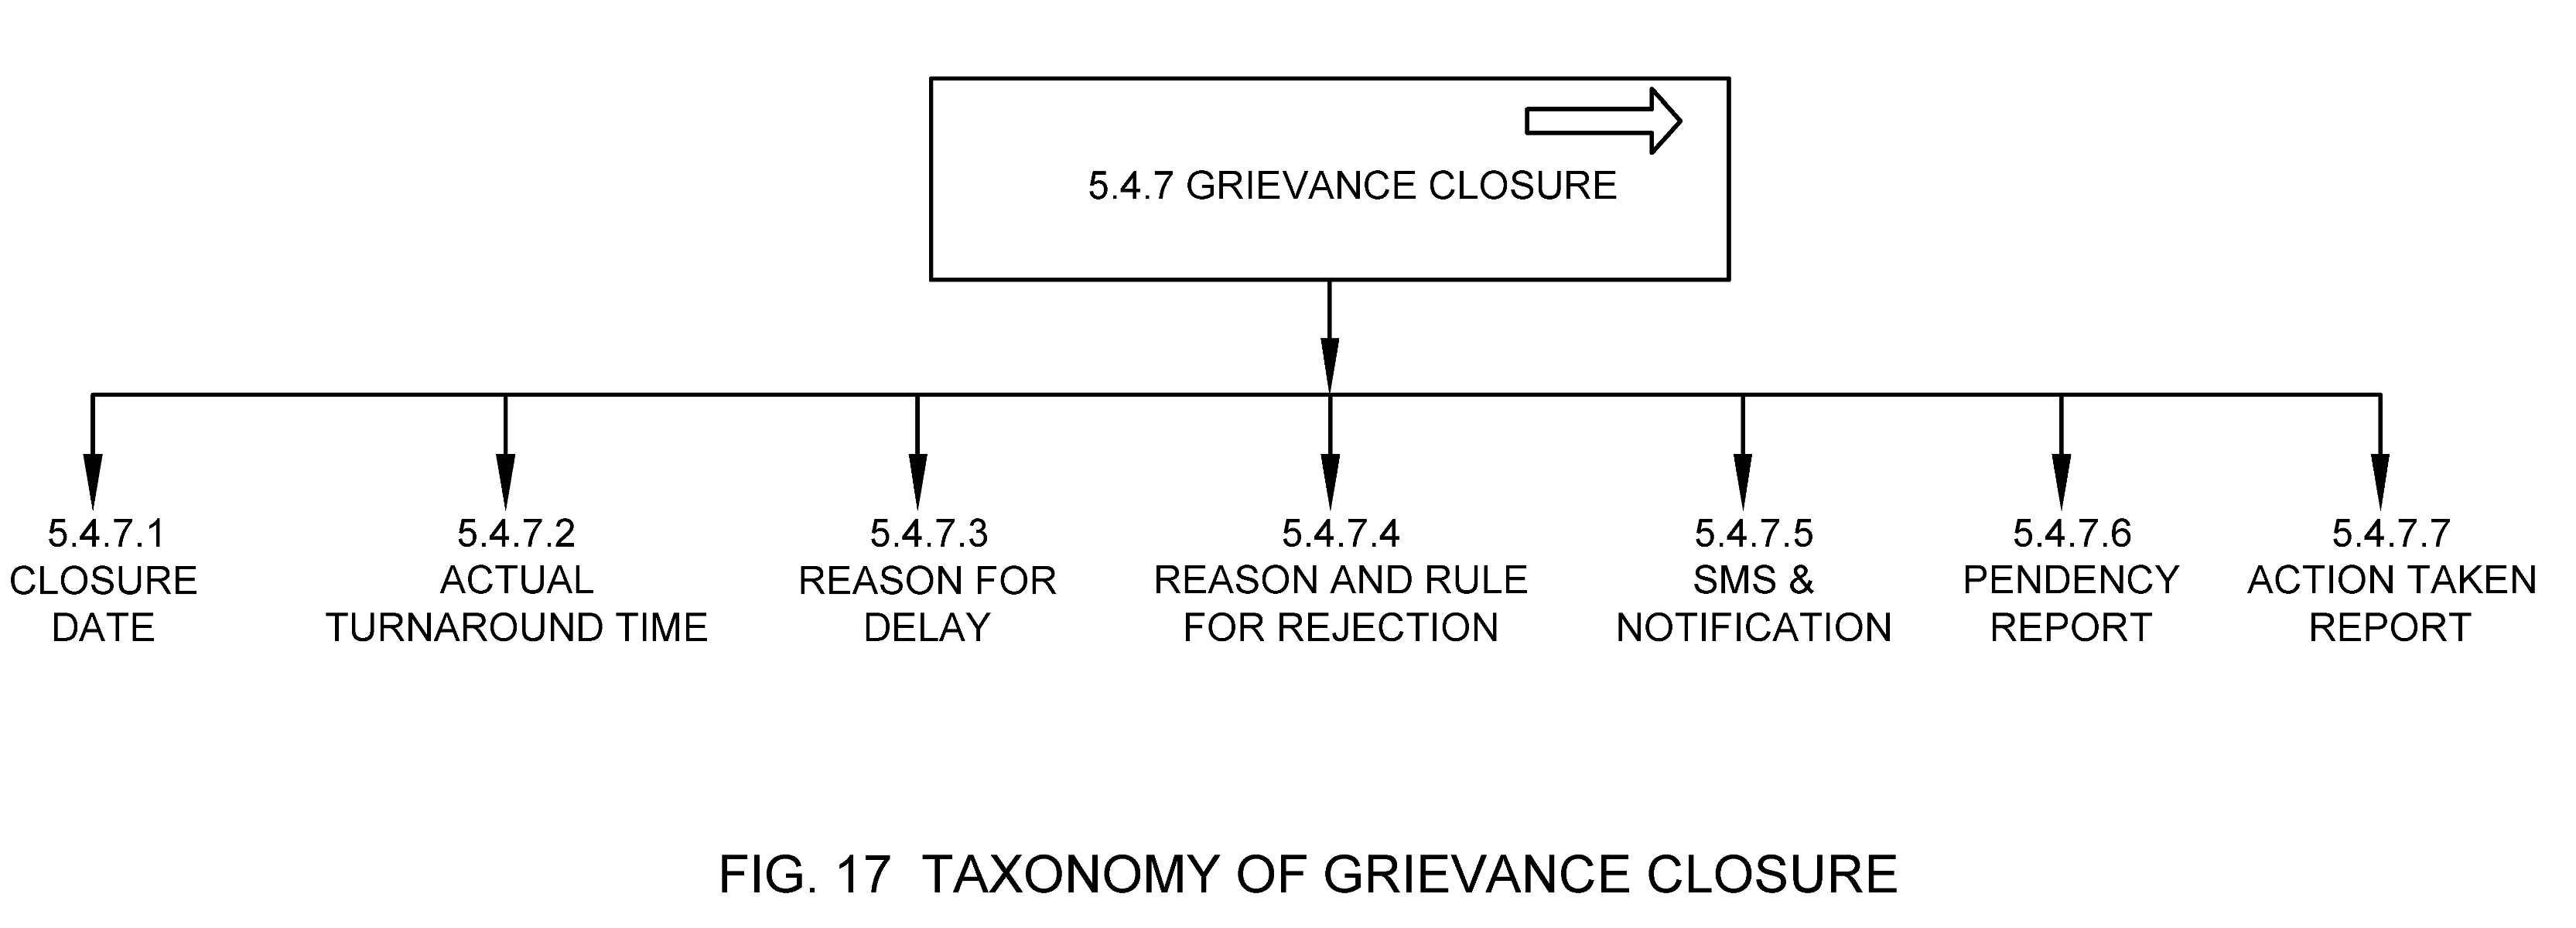 5.4.7 GRIEVANCE CLOSURE
5.4.7.1
CLOSURE
DATE
5.4.7.2
ACTUAL
TURNAROUND TIME
5.4.7.3
REASON FOR
DELAY
5.4.7.4
REASON AND RULE
FOR REJECTION
5.4.7.5
SMS &
NOTIFICATION
5.4.7.6
PENDENCY
REPORT
5.4.7.7
ACTION TAKEN
REPORT
FIG. 17 TAXONOMY OF GRIEVANCE CLOSURE